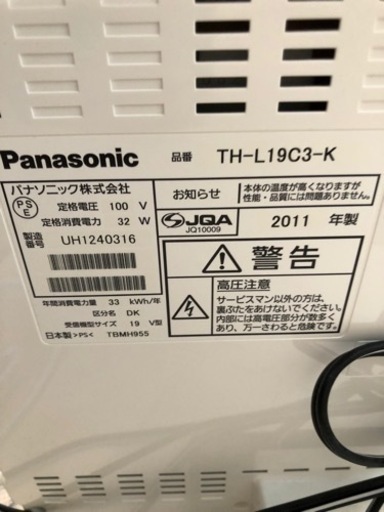 Panasonic
品番 TH-L19C3-K
パナソニック株式会社
PS
E
定格電圧 100 V
定格消費電力 32 W
製造
番号 UH1240316
年間消費電力量 33 kWh/年
区分名 DK
受信機型サイズ 19 V型
日本製 >PS< TBMH955
お知らせ
本体の温度が高くなりますが
性能・品質には問題ありません。
JQA
JQ10009
2011 年製
警告
高圧注意
サービスマン以外の方は、
裏ぶたをあけないでください。
内部には高電圧部分が数多く
あり、万一さわると危険です。